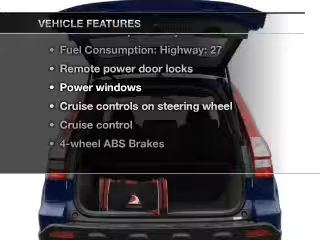 VEHICLE FEATURES
• Fuel Consumption: Highway: 27
• Remote power door locks
• Power windows
• Cruise controls on steering wheel
• Cruise control
• 4-wheel ABS Brakes